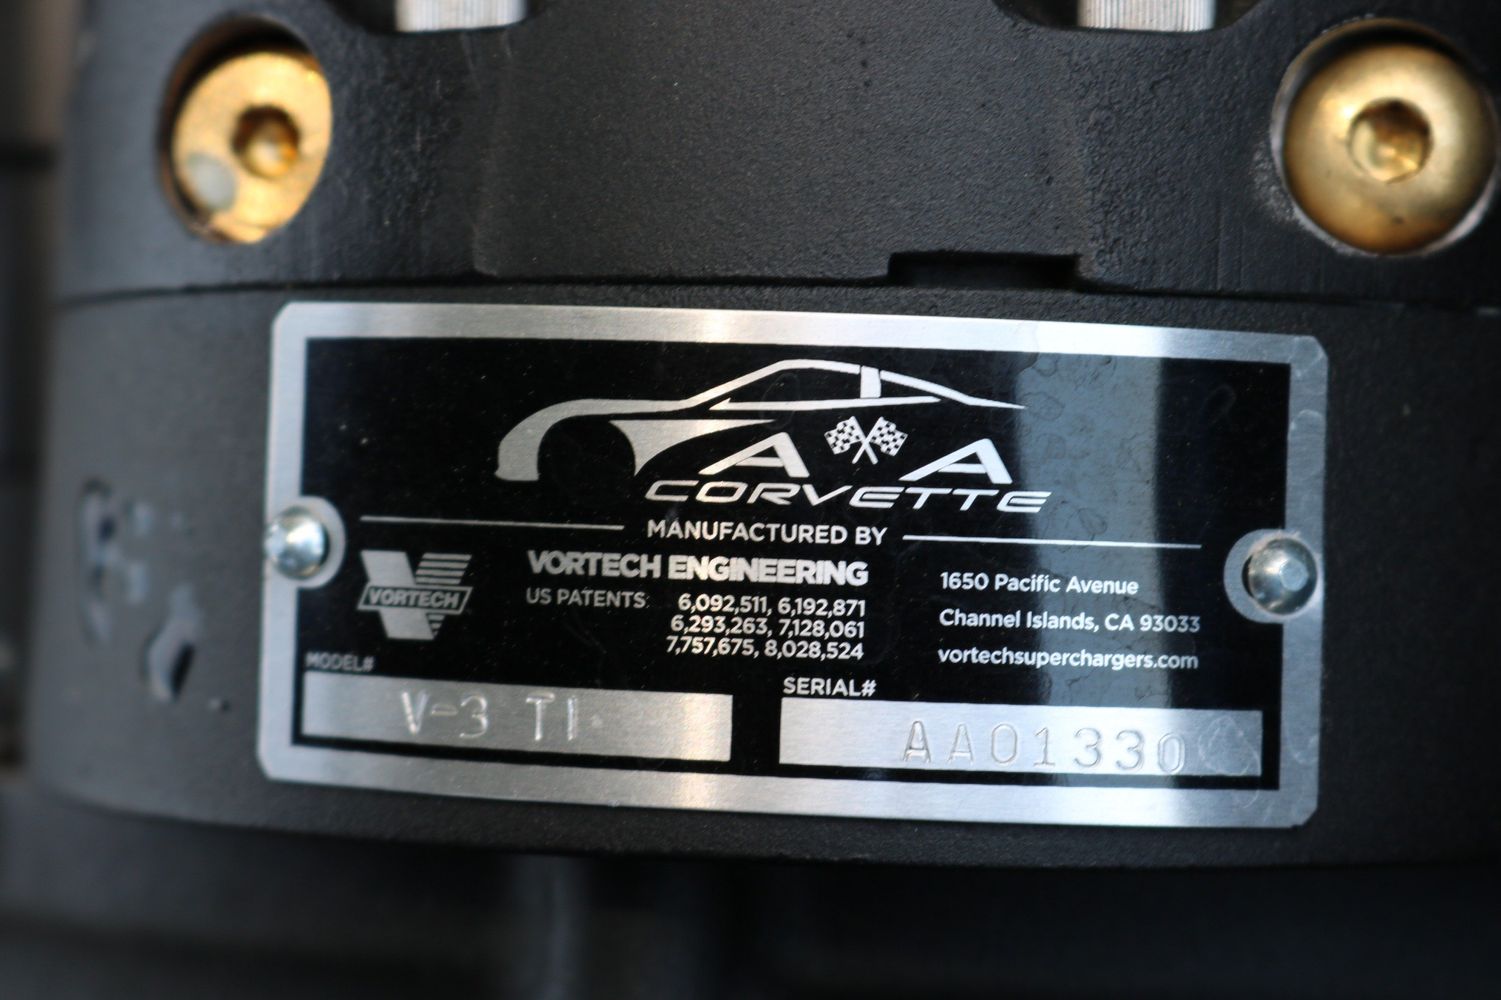 A A
CORVETTE
MANUFACTURED BY
VORTECH
VORTECH ENGINEERING
US PATENTS: 6,092,511, 6,192,871
6,293,263, 7,128,061
7,757,675, 8,028,524
1650 Pacific Avenue
Channel Islands, CA 93033
vortechsuperchargers.com
MODEL#
V-3 TI
SERIAL#
AA01330